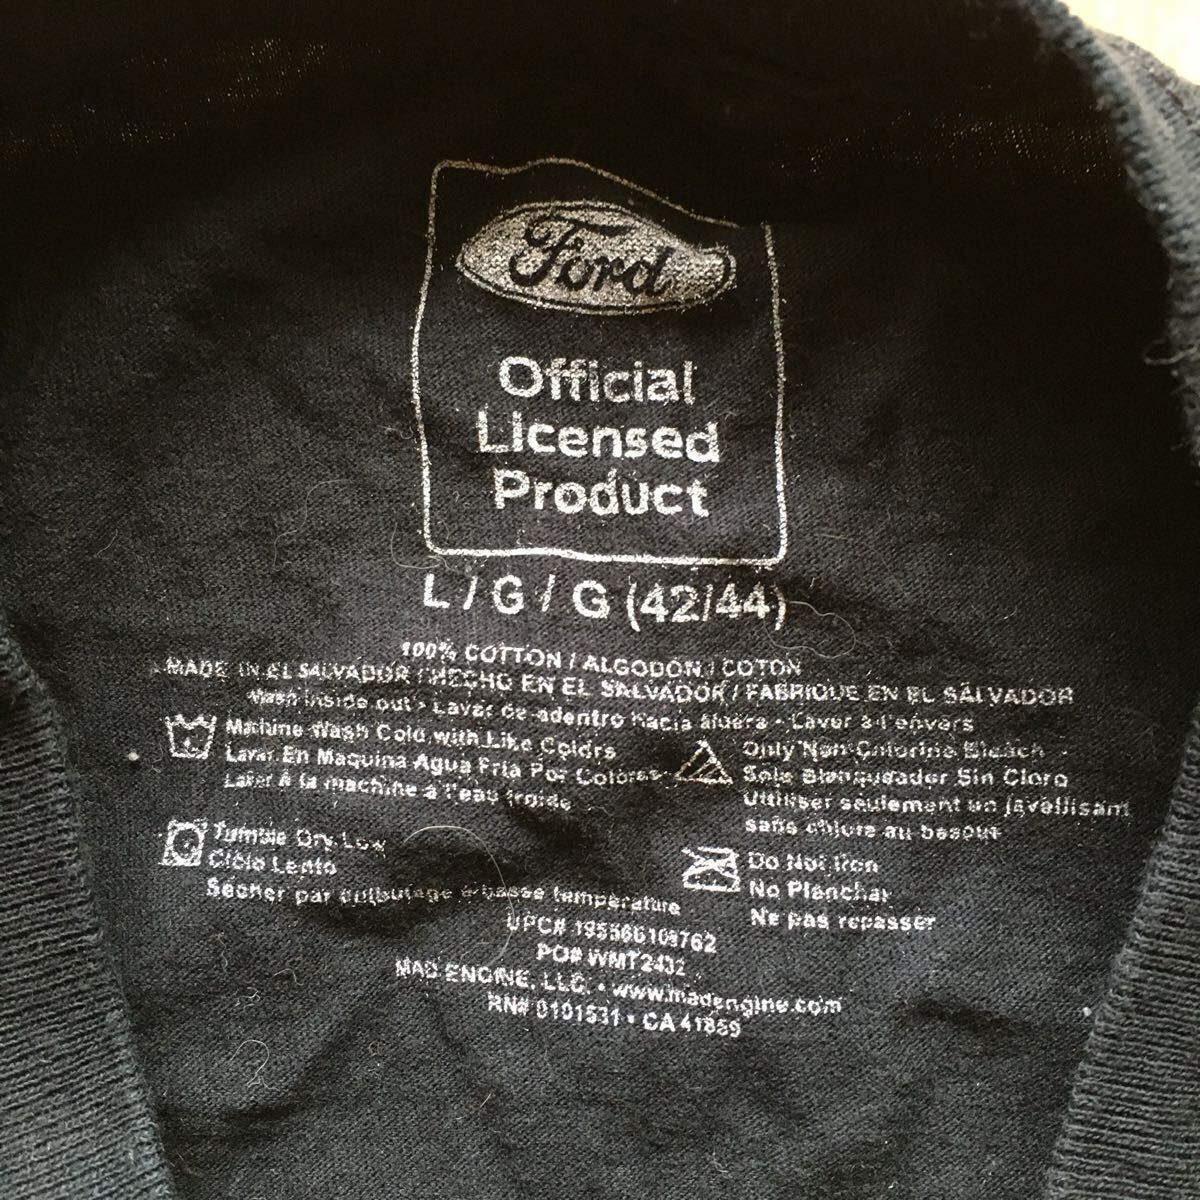 Ford
Official
Licensed
Product
L / G / G (42/44)
100% COTTON / ALGODÓN / COTON
MADE IN EL SALVADOR / HECHO EN EL SALVADOR / FABRIQUE EN EL SALVADOR
Wash inside out • Lavar de adentro hacia afuera • Laver à l'envers
Machine Wash Cold with Like Colors
Lavar En Maquina Agua Fria Por Colores
Laver à la machine à l'eau froide
Only Non-Chlorine Bleach
Sole Blanqueador Sin Cloro
Utiliser seulement un javellisant
sans chlore au besoin
Tumble Dry Low
Ciclo Lento
Sécher par culbutage à basse température
Do Not Iron
No Planchar
Ne pas repasser
UPC#
PO# WMT2432
MAD ENGINE, LLC. • www.madengine.com
RN# 0101531 • CA 41869